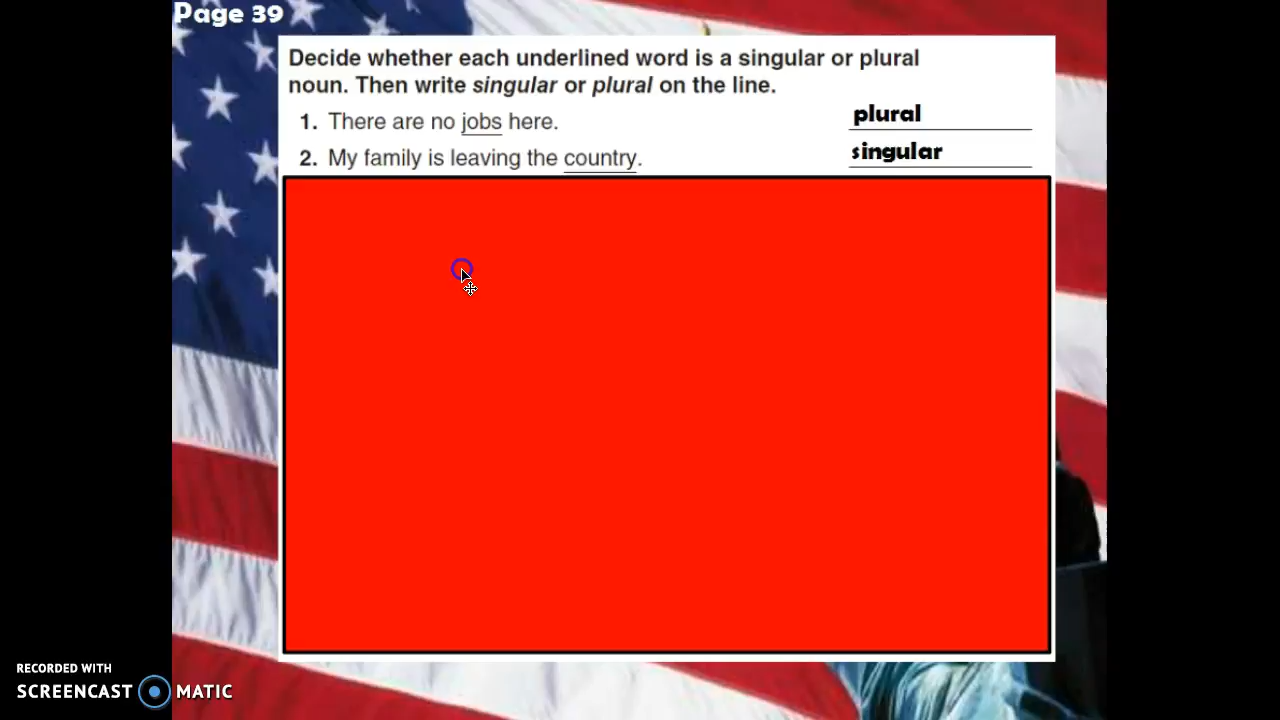 Page 39
Decide whether each underlined word is a singular or plural
noun. Then write singular or plural on the line.
1. There are no jobs here. plural
2. My family is leaving the country. singular
RECORDED WITH
SCREENCAST MATIC